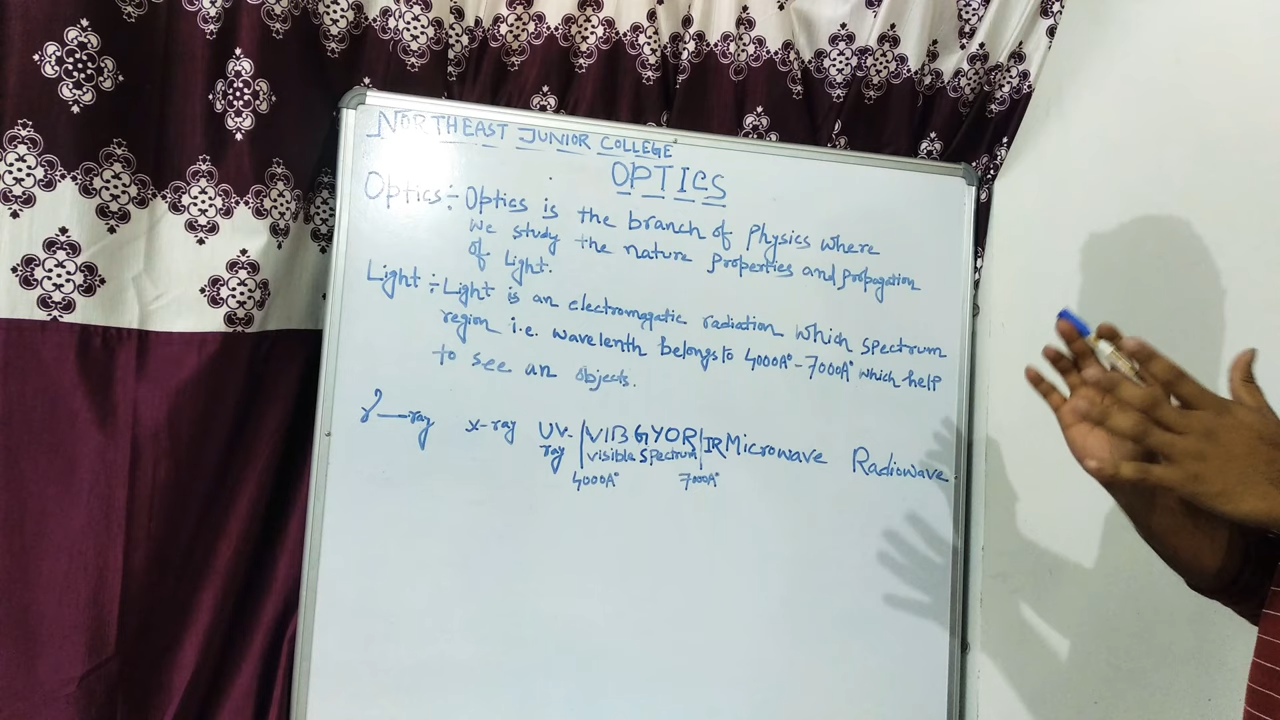 NORTHEAST JUNIOR COLLEGE
OPTICS
Optics ÷ Optics is the branch of Physics where
we study the nature properties and propagation
of Light.
Light ÷ Light is an electromagatic radiation which spectrum
region i.e. wavelenth belongs to 4000A° - 7000A° which help
to see an objects.
γ—ray x-ray UV-ray |VIBGYOR| IR Microwave Radiowave
visible spectrum
4000A° 7000A°